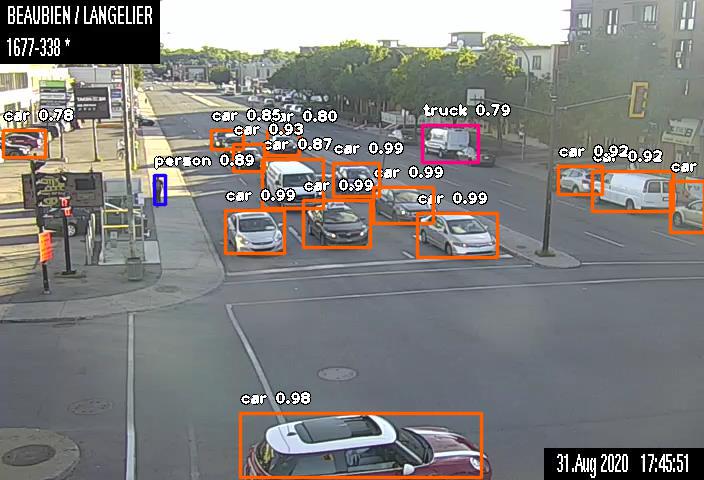 BEAUBIEN / LANGELIER
1677-338 *
car 0.78
car 0.85
0.80
car 0.93
car 0.87
truck 0.79
person 0.89
car 0.99
car 0.99
car 0.99
car 0.99
car 0.99
car 0.92
0.92
car
car 0.98
31.Aug 2020 17:45:51